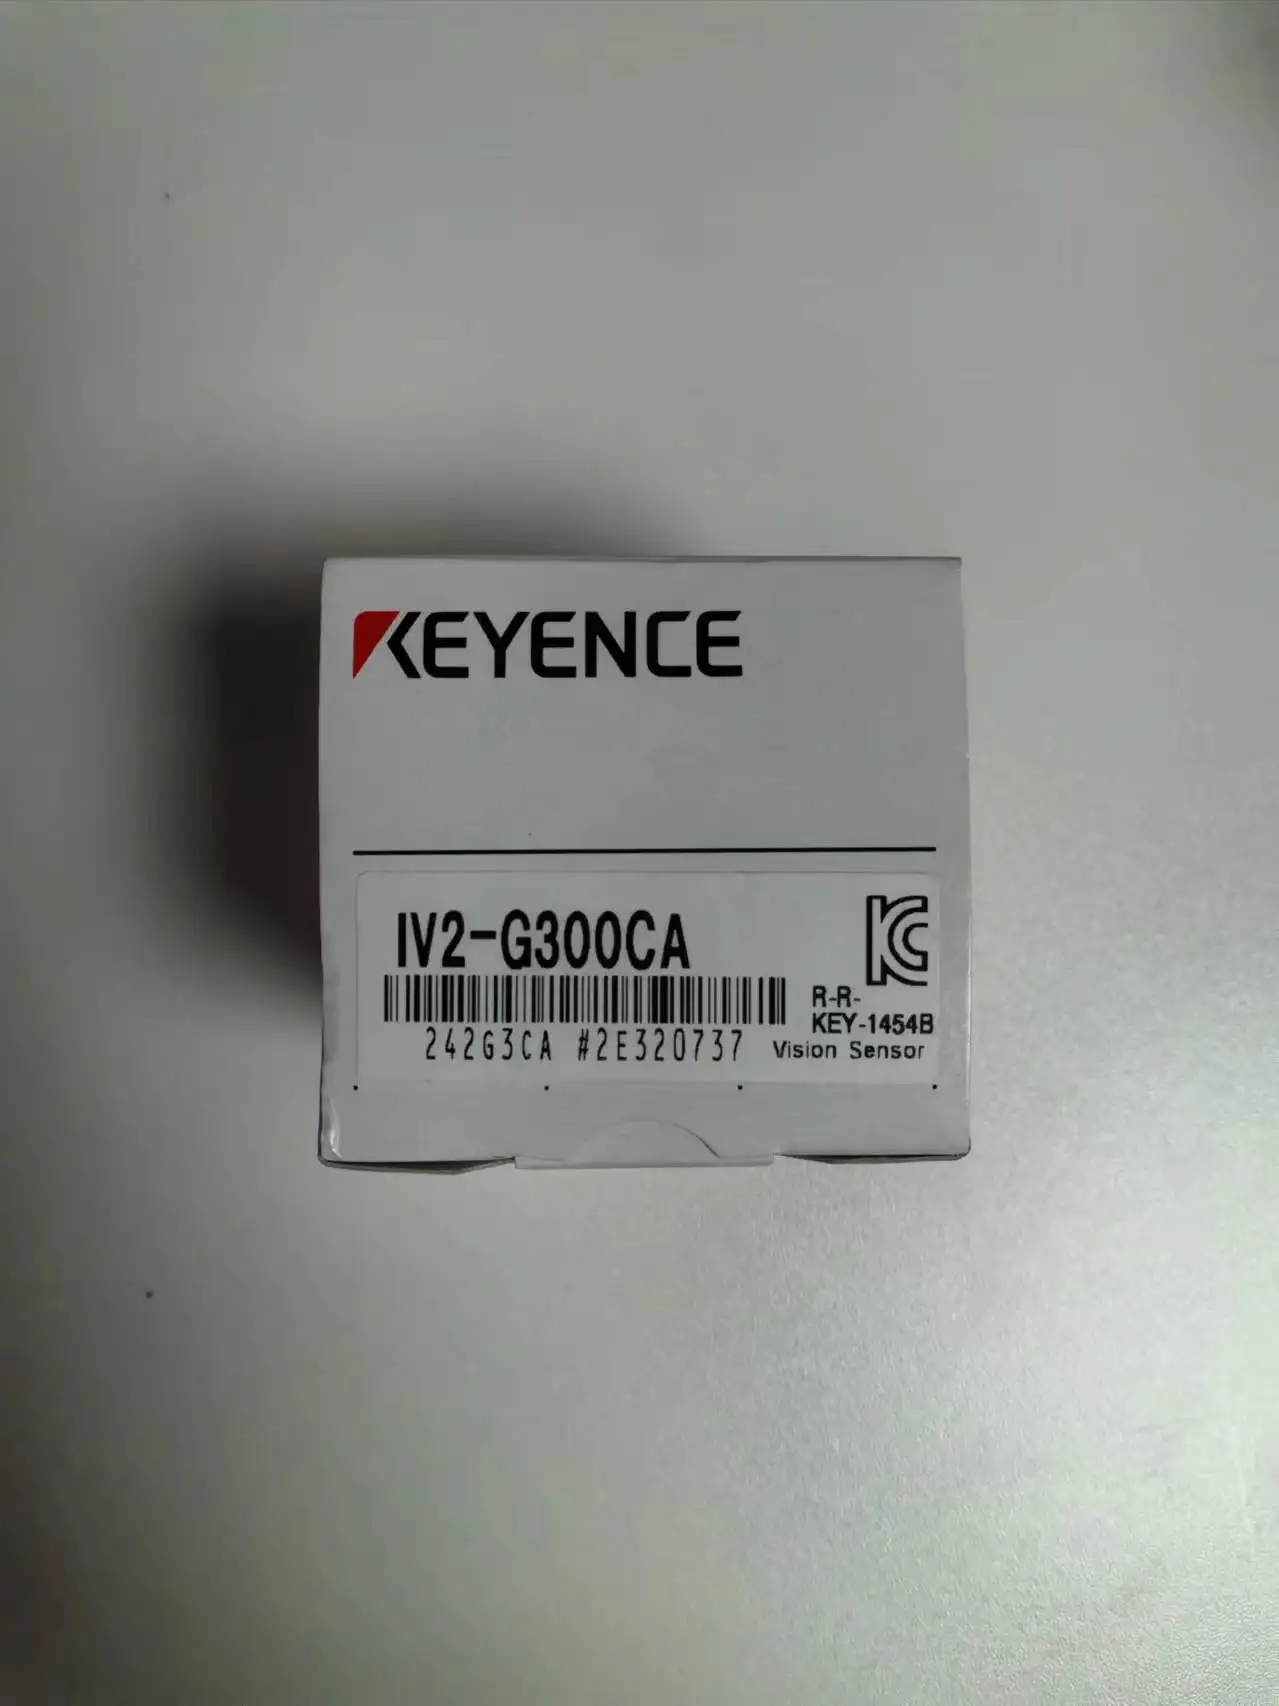 KEYENCE
IV2-G300CA
R-R-
KEY-1454B
242G3CA #2E320737
Vision Sensor